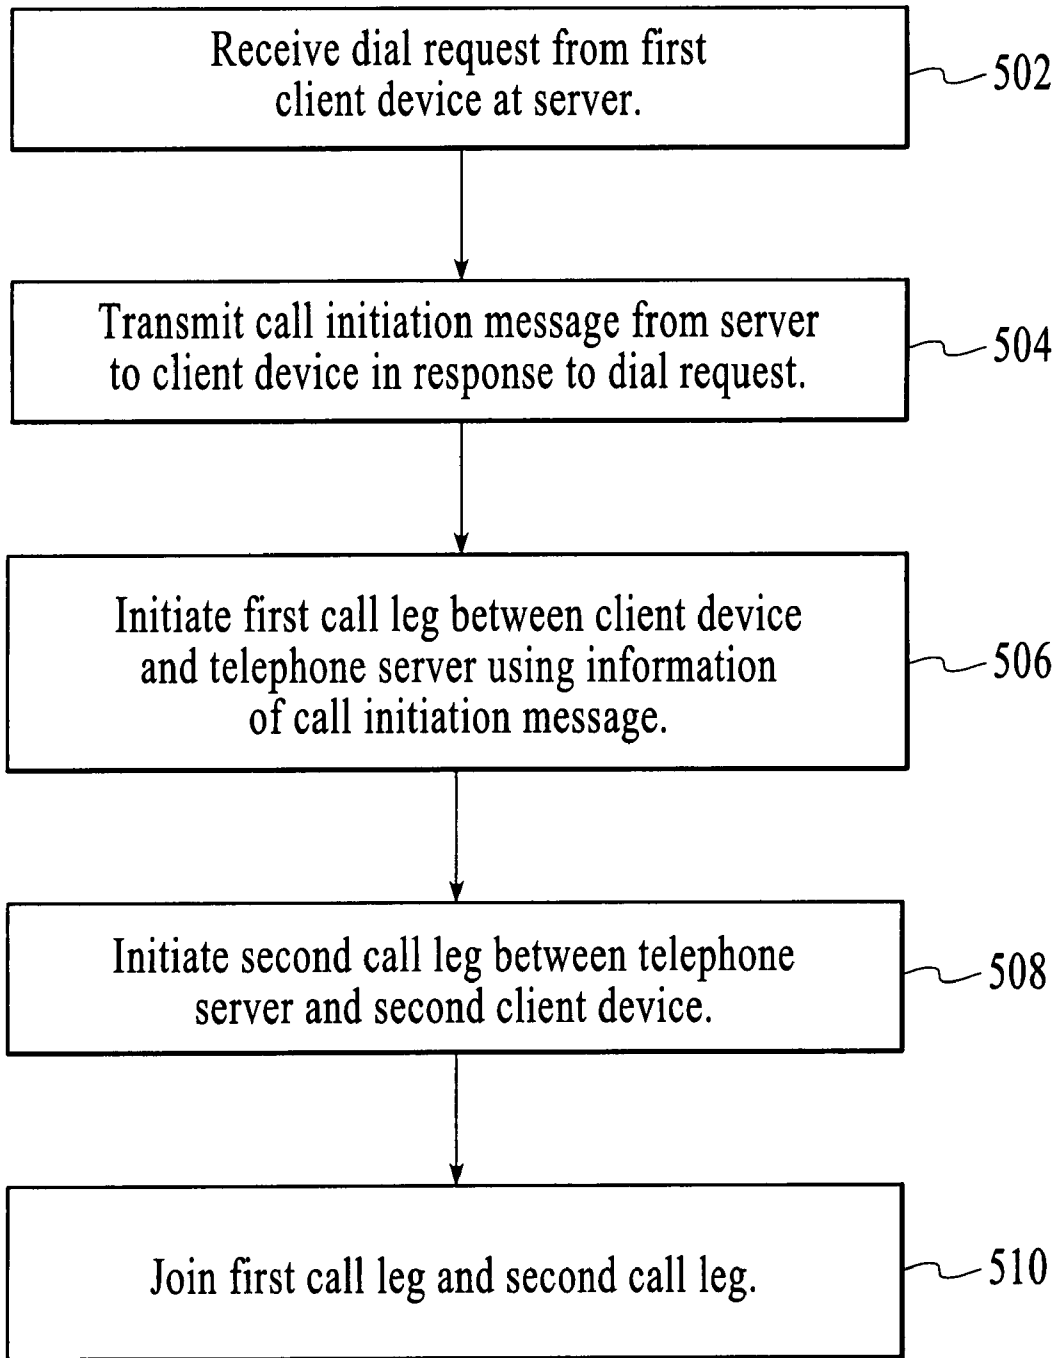 Receive dial request from first
client device at server.
502
Transmit call initiation message from server
to client device in response to dial request.
504
Initiate first call leg between client device
and telephone server using information
of call initiation message.
506
Initiate second call leg between telephone
server and second client device.
508
Join first call leg and second call leg.
510